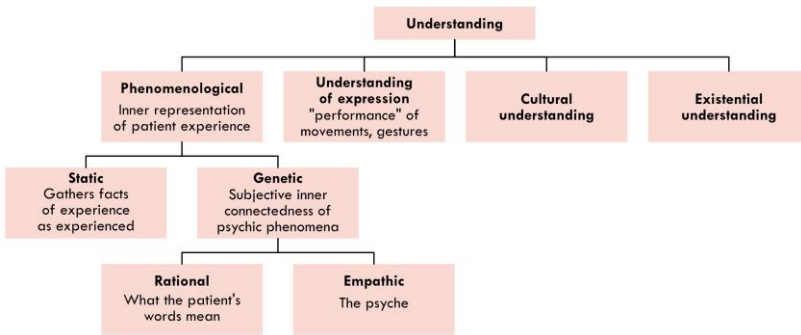 Understanding
Phenomenological
Inner representation
of patient experience
Understanding
of expression
"performance" of
movements, gestures
Cultural
understanding
Existential
understanding
Static
Gathers facts
of experience
as experienced
Genetic
Subjective inner
connectedness of
psychic phenomena
Rational
What the patient's
words mean
Empathic
The psyche